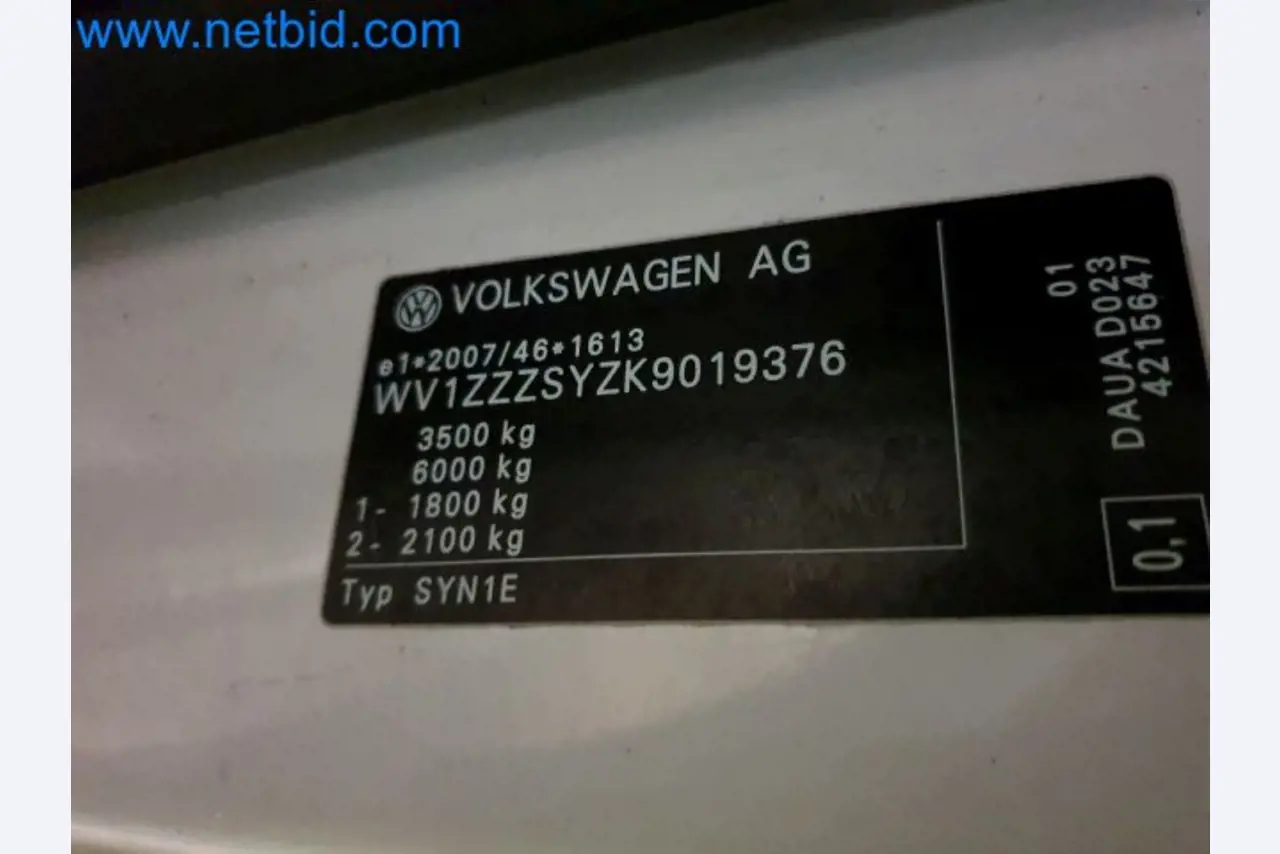 www.netbid.com
VOLKSWAGEN AG
e1*2007/46*1613
WV1ZZZSYZK9019376
3500 kg
6000 kg
1- 1800 kg
2- 2100 kg
Typ SYN1E
01
DAUA D023
4215647
0,1